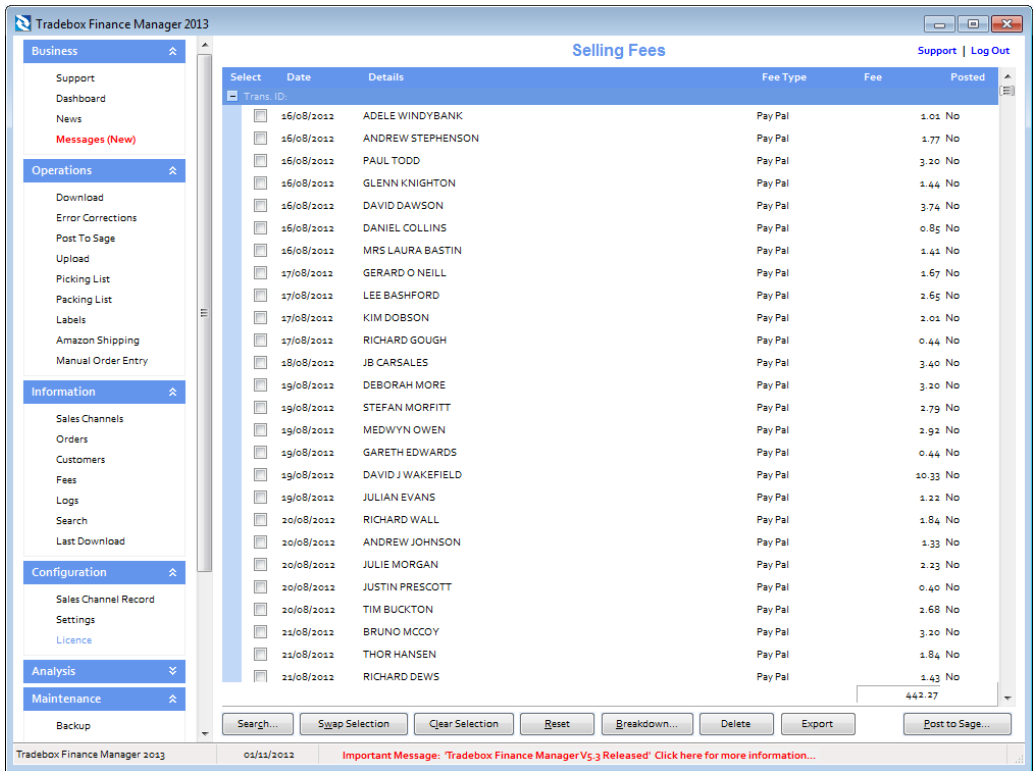 Tradebox Finance Manager 2013
Business
Support
Dashboard
News
Messages (New)
Operations
Download
Error Corrections
Post To Sage
Upload
Picking List
Packing List
Labels
Amazon Shipping
Manual Order Entry
Information
Sales Channels
Orders
Customers
Fees
Logs
Search
Last Download
Configuration
Sales Channel Record
Settings
Licence
Analysis
Maintenance
Backup
Selling Fees
Support | Log Out
Select Date Details Fee Type Fee Posted
Trans. ID:
16/08/2012 ADELE WINDYBANK Pay Pal 1.01 No
16/08/2012 ANDREW STEPHENSON Pay Pal 1.77 No
16/08/2012 PAUL TODD Pay Pal 3.20 No
16/08/2012 GLENN KNIGHTON Pay Pal 1.44 No
16/08/2012 DAVID DAWSON Pay Pal 3.74 No
16/08/2012 DANIEL COLLINS Pay Pal 0.85 No
16/08/2012 MRS LAURA BASTIN Pay Pal 1.41 No
17/08/2012 GERARD O NEILL Pay Pal 1.67 No
17/08/2012 LEE BASHFORD Pay Pal 2.65 No
17/08/2012 KIM DOBSON Pay Pal 2.01 No
17/08/2012 RICHARD GOUGH Pay Pal 0.44 No
18/08/2012 JB CARSALES Pay Pal 3.40 No
19/08/2012 DEBORAH MORE Pay Pal 3.20 No
19/08/2012 STEFAN MORFITT Pay Pal 2.79 No
19/08/2012 MEDWYN OWEN Pay Pal 2.92 No
19/08/2012 GARETH EDWARDS Pay Pal 0.44 No
19/08/2012 DAVID J WAKEFIELD Pay Pal 10.33 No
19/08/2012 JULIAN EVANS Pay Pal 1.22 No
20/08/2012 RICHARD WALL Pay Pal 1.84 No
20/08/2012 ANDREW JOHNSON Pay Pal 1.33 No
20/08/2012 JULIE MORGAN Pay Pal 2.23 No
20/08/2012 JUSTIN PRESCOTT Pay Pal 0.40 No
20/08/2012 TIM BUCKTON Pay Pal 2.68 No
21/08/2012 BRUNO MCCOY Pay Pal 3.20 No
21/08/2012 THOR HANSEN Pay Pal 1.84 No
21/08/2012 RICHARD DEWS Pay Pal 1.43 No
442.27
Search... Swap Selection Clear Selection Reset Breakdown... Delete Export Post to Sage...
Tradebox Finance Manager 2013 01/11/2012 Important Message: 'Tradebox Finance Manager V5.3 Released' Click here for more information...